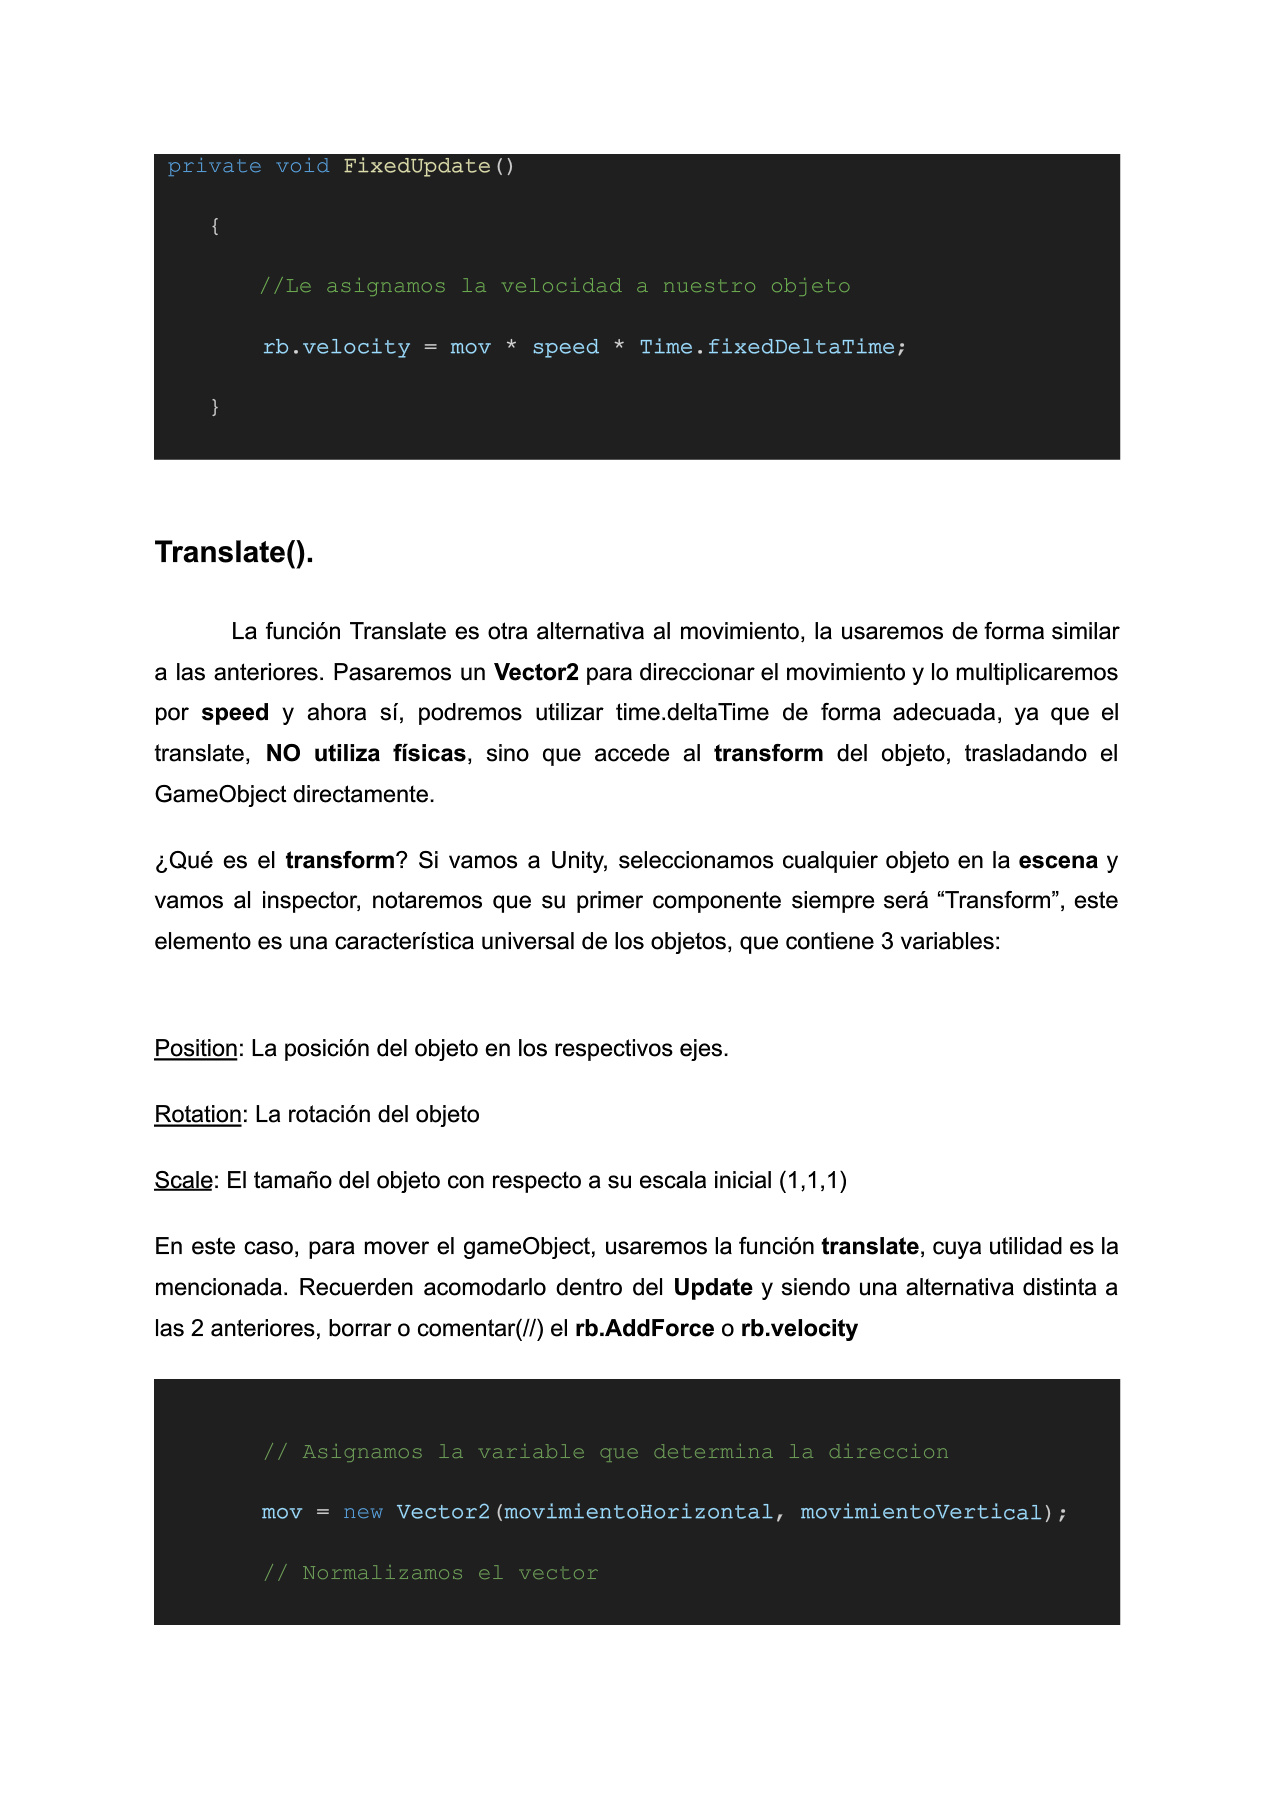 private void FixedUpdate()
{
//Le asignamos la velocidad a nuestro objeto
rb.velocity = mov * speed * Time.fixedDeltaTime;
}
Translate().
La función Translate es otra alternativa al movimiento, la usaremos de forma similar
a las anteriores. Pasaremos un Vector2 para direccionar el movimiento y lo multiplicaremos
por speed y ahora sí, podremos utilizar time.deltaTime de forma adecuada, ya que el
translate, NO utiliza físicas, sino que accede al transform del objeto, trasladando el
GameObject directamente.
¿Qué es el transform? Si vamos a Unity, seleccionamos cualquier objeto en la escena y
vamos al inspector, notaremos que su primer componente siempre será “Transform”, este
elemento es una característica universal de los objetos, que contiene 3 variables:
Position: La posición del objeto en los respectivos ejes.
Rotation: La rotación del objeto
Scale: El tamaño del objeto con respecto a su escala inicial (1,1,1)
En este caso, para mover el gameObject, usaremos la función translate, cuya utilidad es la
mencionada. Recuerden acomodarlo dentro del Update y siendo una alternativa distinta a
las 2 anteriores, borrar o comentar(//) el rb.AddForce o rb.velocity
// Asignamos la variable que determina la direccion
mov = new Vector2(movimientoHorizontal, movimientoVertical);
// Normalizamos el vector